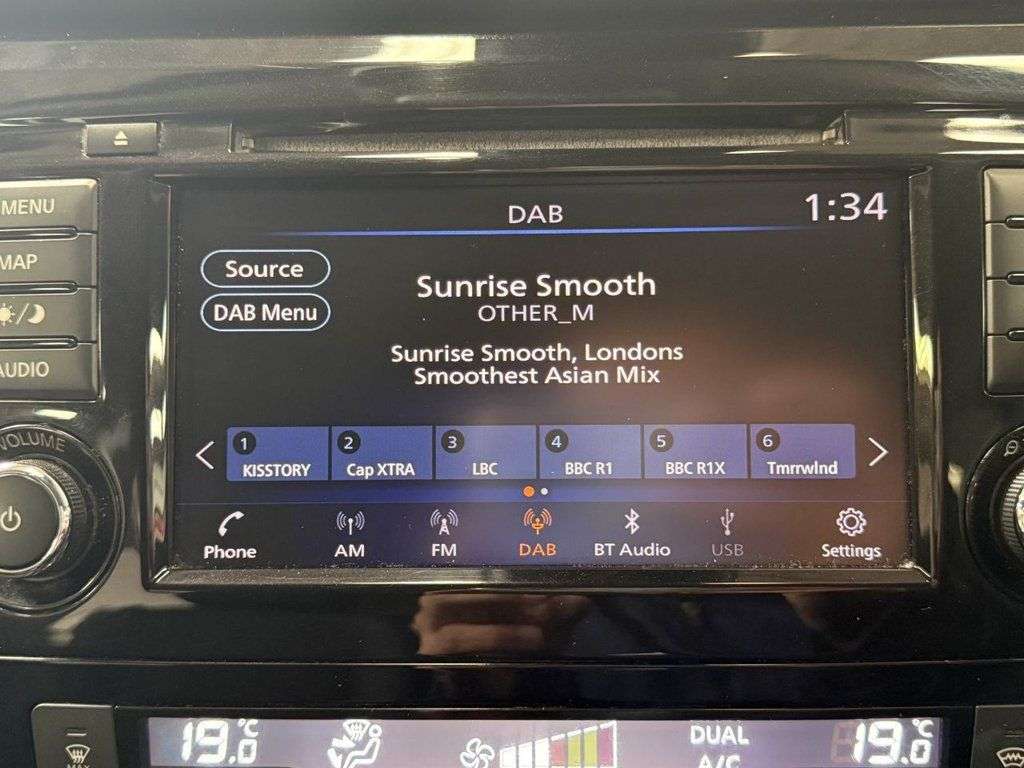 MENU
MAP
AUDIO
VOLUME
DAB
1:34
Source
DAB Menu
Sunrise Smooth
OTHER_M
Sunrise Smooth, Londons
Smoothest Asian Mix
1 KISSTORY
2 Cap XTRA
3 LBC
4 BBC R1
5 BBC R1X
6 Tmrrwlnd
Phone
AM
FM
DAB
BT Audio
USB
Settings
MAX
19.0°C
DUAL
A/C
19.0°C